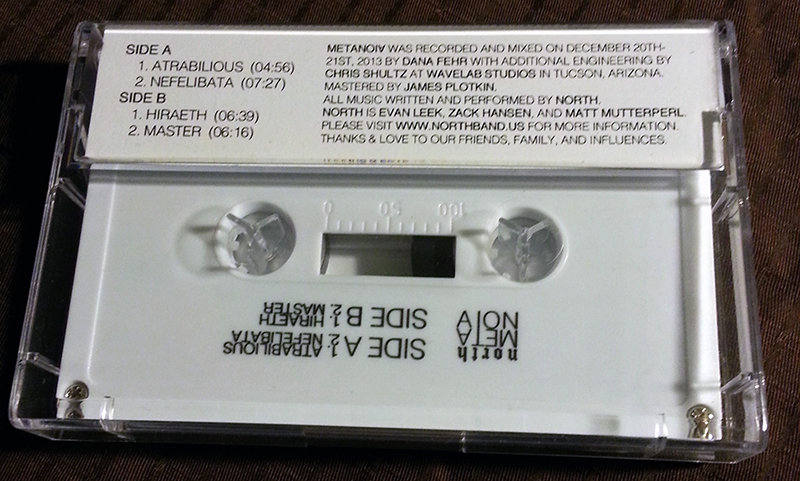 SIDE A
1. ATRABILIOUS (04:56)
2. NEFELIBATA (07:27)
SIDE B
1. HIRAETH (06:39)
2. MASTER (06:16)
METANOIA WAS RECORDED AND MIXED ON DECEMBER 20TH-
21ST, 2013 BY DANA FEHR WITH ADDITIONAL ENGINEERING BY
CHRIS SHULTZ AT WAVELAB STUDIOS IN TUCSON, ARIZONA.
MASTERED BY JAMES PLOTKIN.
ALL MUSIC WRITTEN AND PERFORMED BY NORTH.
NORTH IS EVAN LEEK, ZACK HANSEN, AND MATT MUTTERPERL.
PLEASE VISIT WWW.NORTHBAND.US FOR MORE INFORMATION.
THANKS & LOVE TO OUR FRIENDS, FAMILY, AND INFLUENCES.
0 50 100
north
META
NOIA
SIDE A 1. ATRABILIOUS
2. NEFELIBATA
SIDE B 1. HIRAETH
2. MASTER